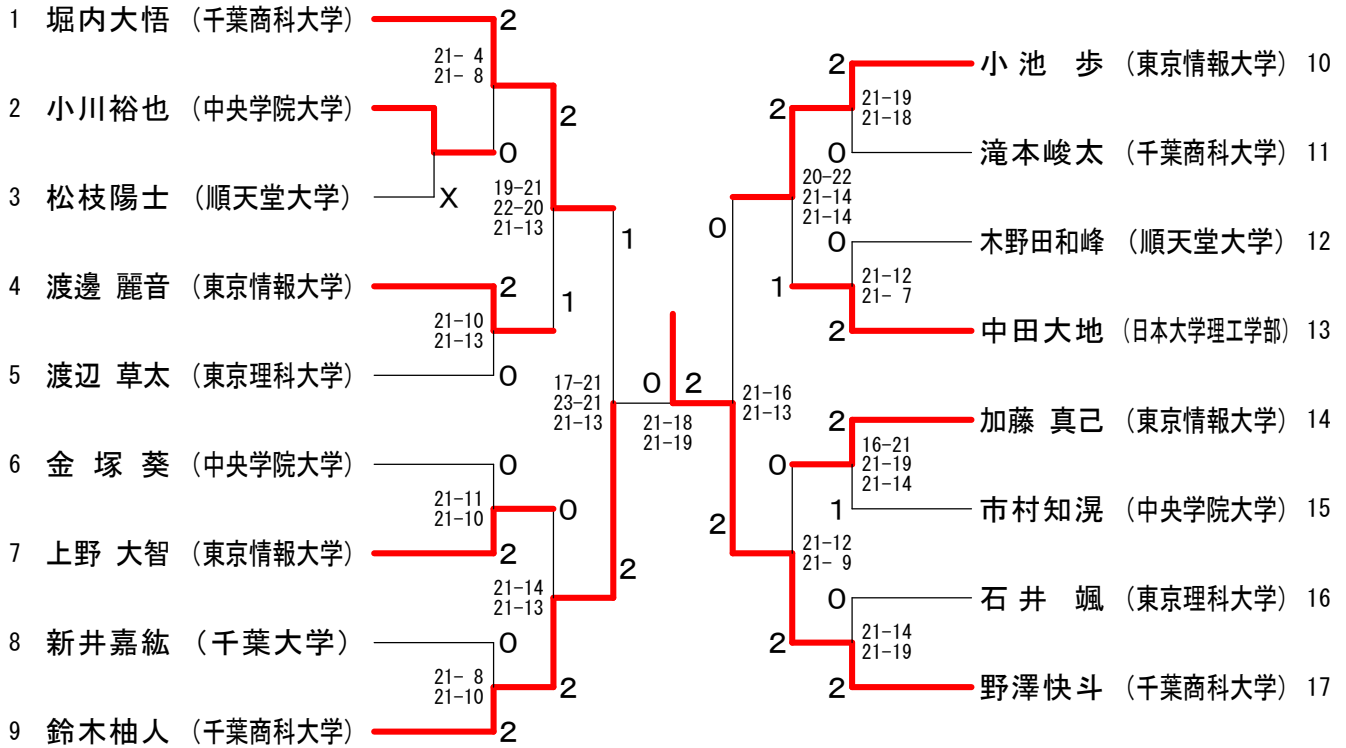 1 堀内大悟 （千葉商科大学） 2
21- 4
21- 8
2 小川裕也 （中央学院大学） 2
0
3 松枝陽士 （順天堂大学） X
19-21
22-20
21-13
1
4 渡邊 麗音 （東京情報大学） 2
1
21-10
21-13
5 渡辺 草太 （東京理科大学） 0
17-21
23-21
21-13
6 金 塚 葵 （中央学院大学） 0
21-11
21-10
0
7 上野 大智 （東京情報大学） 2
2
21-14
21-13
8 新井嘉紘 （千葉大学） 0
21- 8
21-10
2
9 鈴木柚人 （千葉商科大学） 2
0 2
21-18
21-19
2 小 池 歩 （東京情報大学） 10
21-19
21-18
2
0 滝本峻太 （千葉商科大学） 11
20-22
21-14
21-14
0
0 木野田和峰 （順天堂大学） 12
21-12
21- 7
1
2 中田大地 （日本大学理工学部） 13
21-16
21-13
2 加藤 真己 （東京情報大学） 14
16-21
21-19
21-14
0
1 市村知滉 （中央学院大学） 15
2
21-12
21- 9
0 石 井 颯 （東京理科大学） 16
21-14
21-19
2
2 野澤快斗 （千葉商科大学） 17